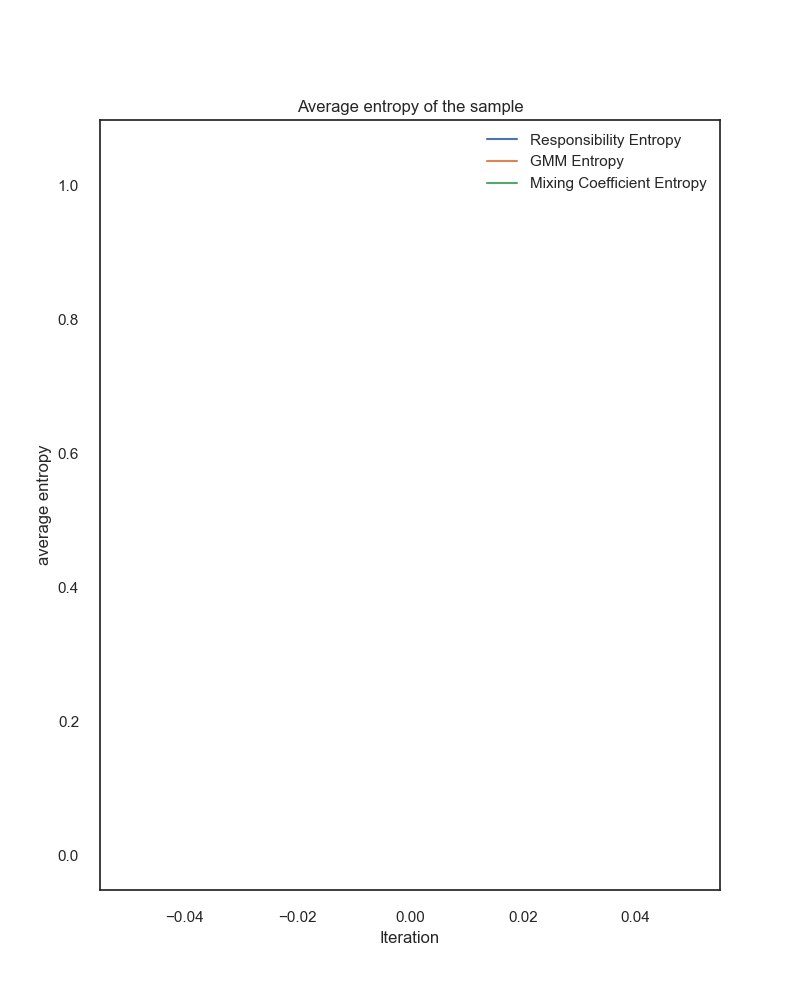 Average entropy of the sample
Responsibility Entropy
GMM Entropy
Mixing Coefficient Entropy
1.0
0.8
0.6
0.4
0.2
0.0
average entropy
−0.04
−0.02
0.00
0.02
0.04
Iteration